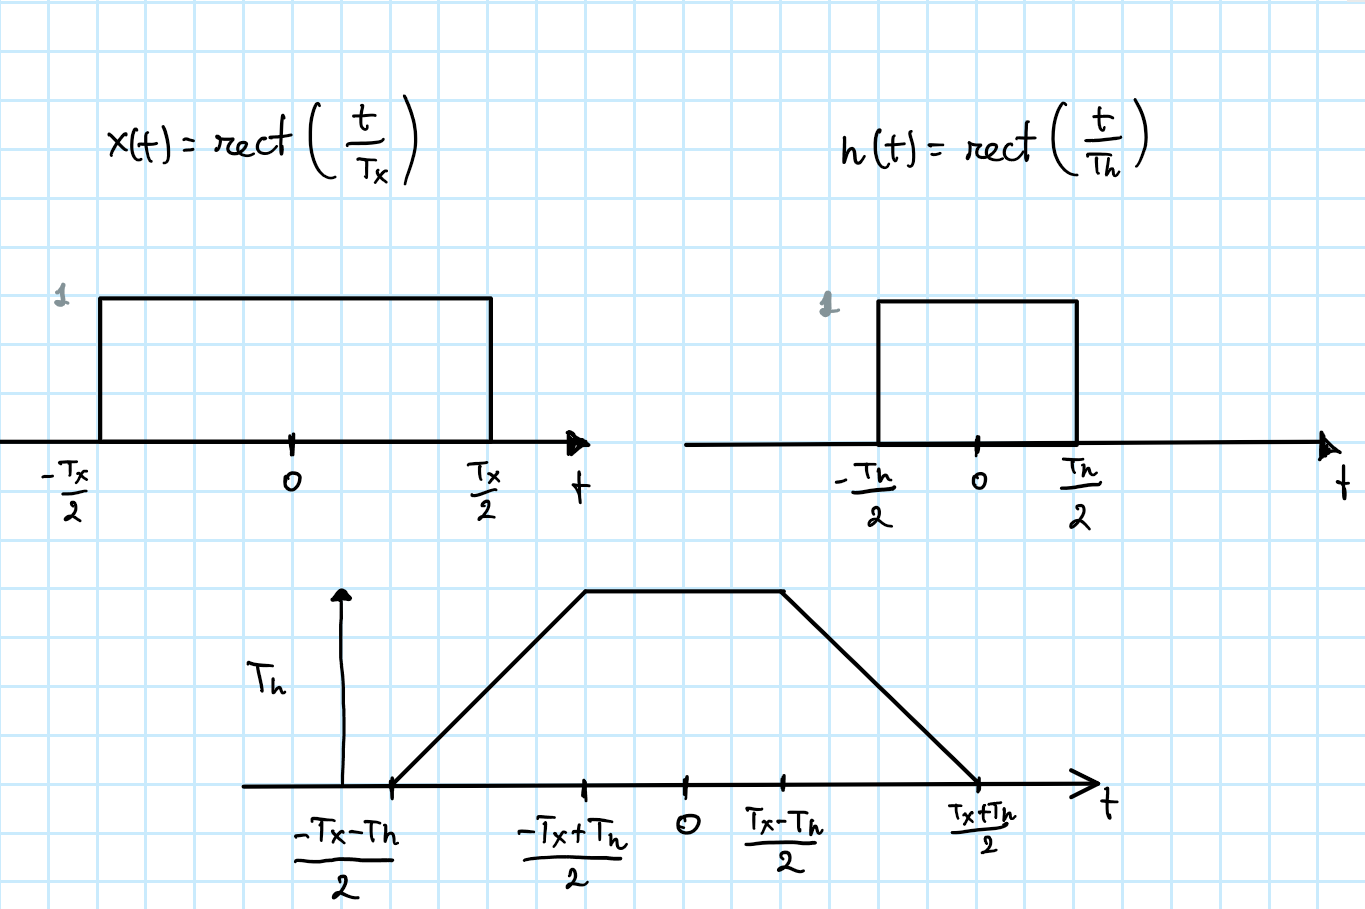 x(t) = rect (t/Tx)
h(t) = rect (t/Th)
1
-Tx/2
0
Tx/2
t
1
-Th/2
0
Th/2
t
Th
(-Tx-Th)/2
(-Tx+Th)/2
0
(Tx-Th)/2
(Tx+Th)/2
t